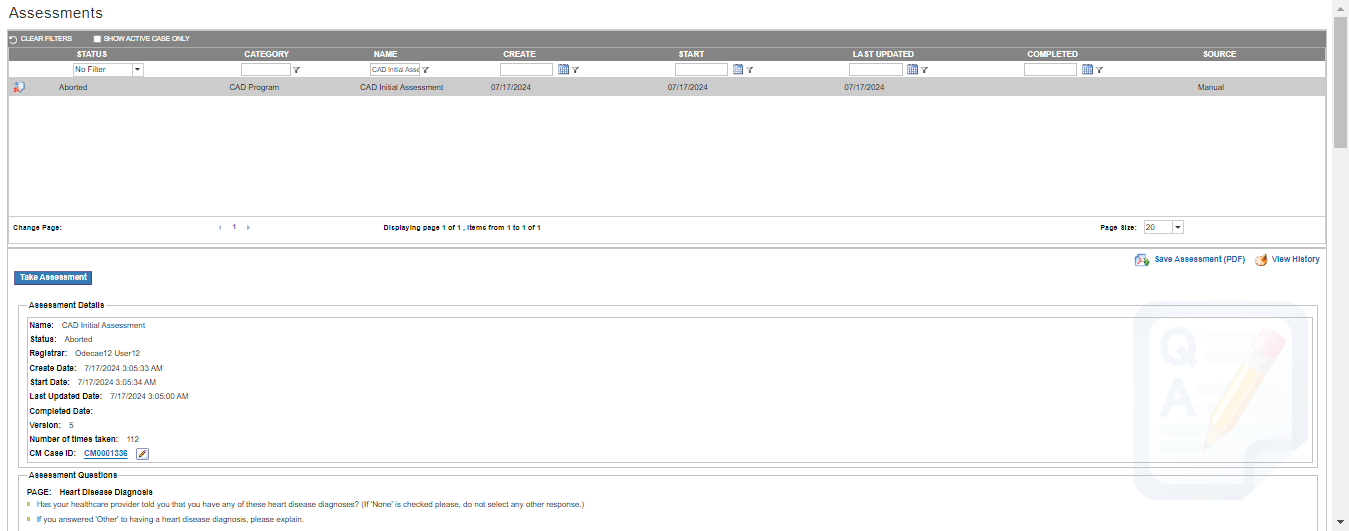 Assessments
CLEAR FILTERS SHOW ACTIVE CASE ONLY
STATUS CATEGORY NAME CREATE START LAST UPDATED COMPLETED SOURCE
No Filter CAD Initial Asse
Aborted CAD Program CAD Initial Assessment 07/17/2024 07/17/2024 07/17/2024 Manual
Change Page: 1 Displaying page 1 of 1 , items from 1 to 1 of 1 Page Size: 20
Save Assessment (PDF) View History
Take Assessment
Assessment Details
Name: CAD Initial Assessment
Status: Aborted
Registrar: Odecae12 User12
Create Date: 7/17/2024 3:05:33 AM
Start Date: 7/17/2024 3:05:34 AM
Last Updated Date: 7/17/2024 3:05:00 AM
Completed Date:
Version: 5
Number of times taken: 112
CM Case ID: CM0001336
Q
A
Assessment Questions
PAGE: Heart Disease Diagnosis
Has your healthcare provider told you that you have any of these heart disease diagnoses? (If 'None' is checked please, do not select any other response.)
If you answered 'Other' to having a heart disease diagnosis, please explain.